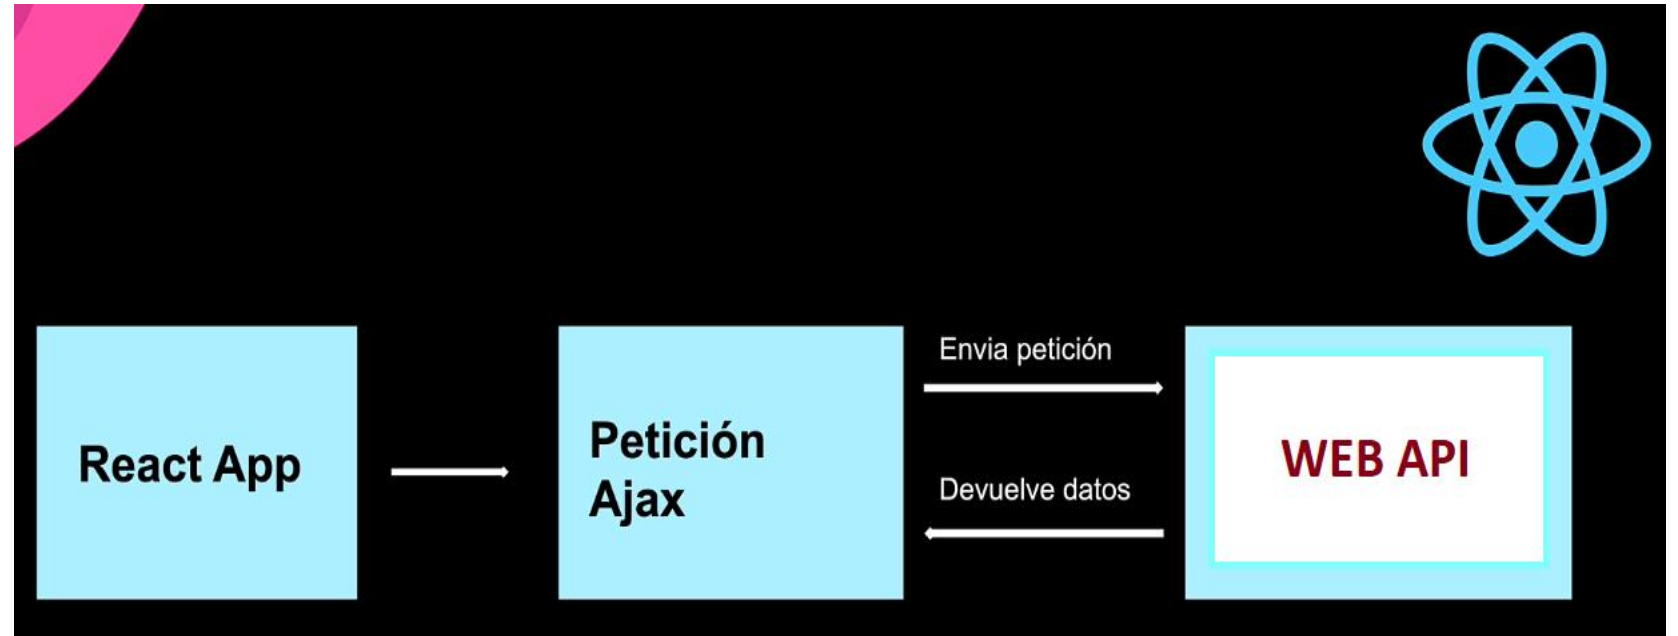 React App
Petición
Ajax
Envia petición
Devuelve datos
WEB API